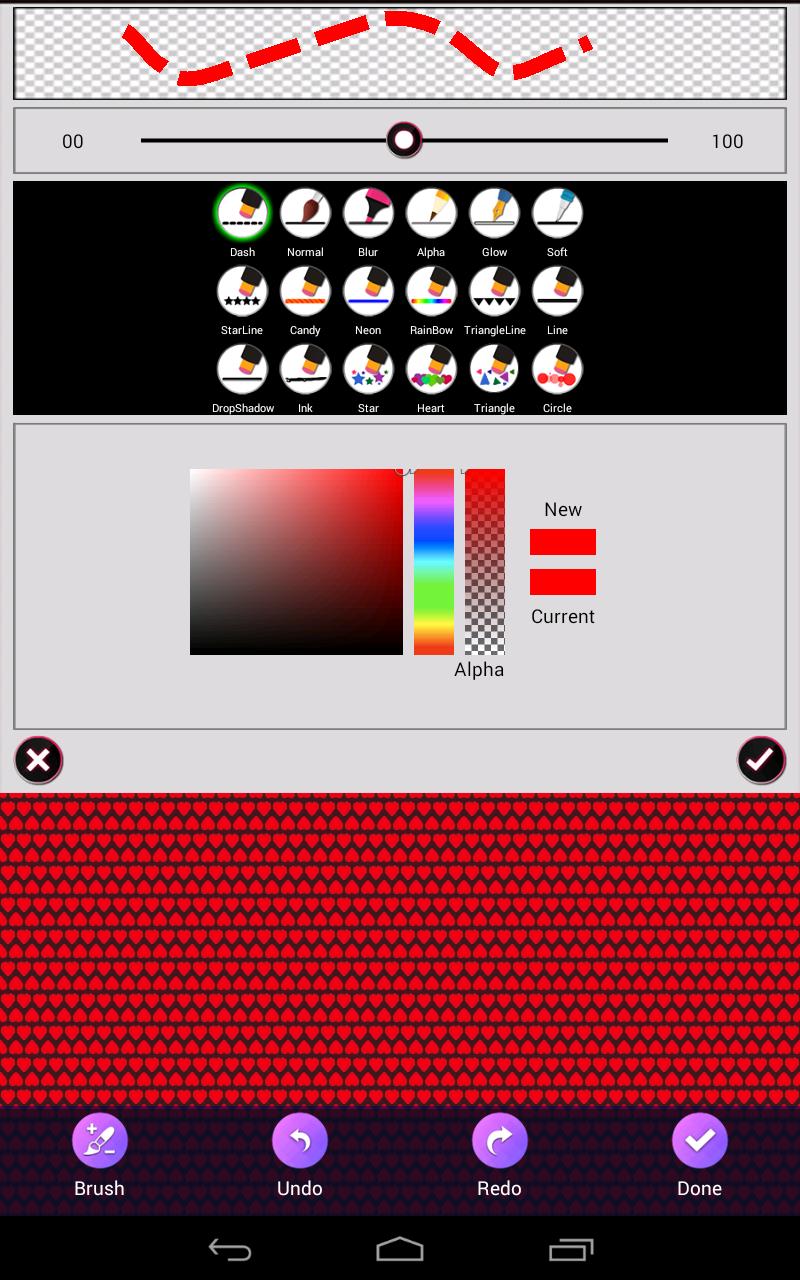 00 100
Dash Normal Blur Alpha Glow Soft
StarLine Candy Neon RainBow TriangleLine Line
DropShadow Ink Star Heart Triangle Circle
New
Current
Alpha
Brush Undo Redo Done